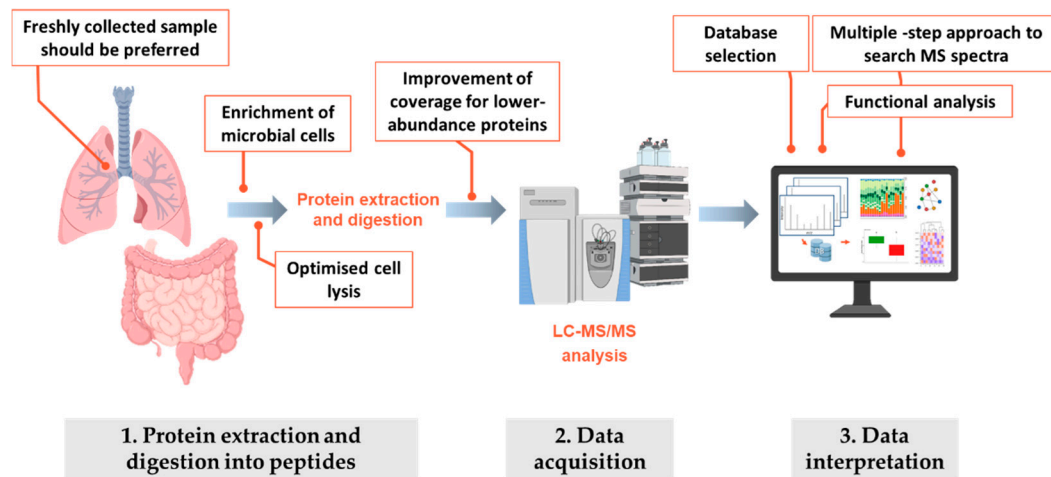 Freshly collected sample
should be preferred
Enrichment of
microbial cells
Optimised cell
lysis
Protein extraction
and digestion
Improvement of
coverage for lower-
abundance proteins
LC-MS/MS
analysis
Database
selection
Multiple -step approach to
search MS spectra
Functional analysis
1. Protein extraction and
digestion into peptides
2. Data
acquisition
3. Data
interpretation